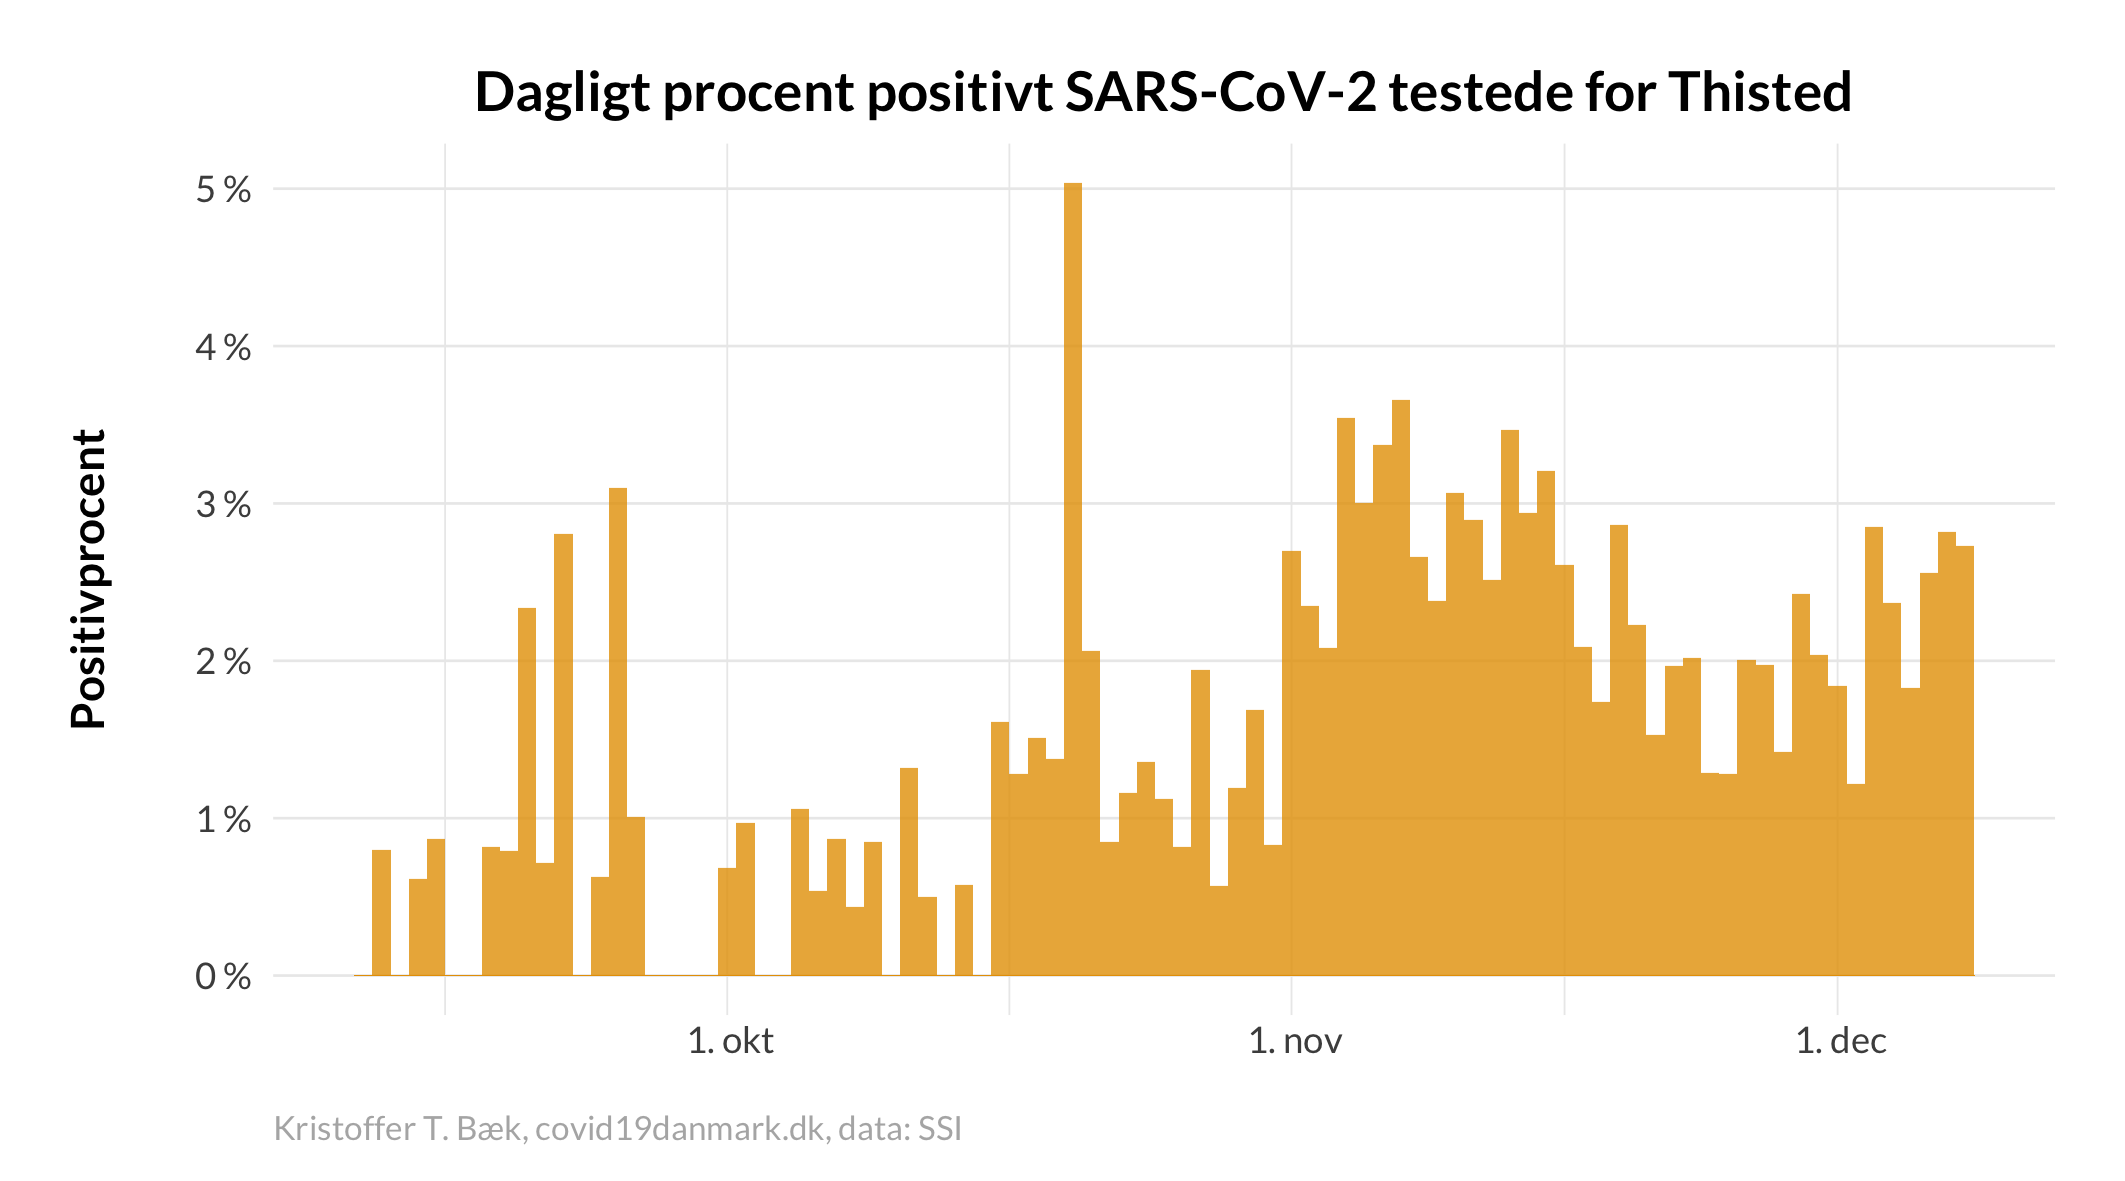 Dagligt procent positivt SARS-CoV-2 testede for Thisted
Positivprocent
5 %
4 %
3 %
2 %
1 %
0 %
1. okt
1. nov
1. dec
Kristoffer T. Bæk, covid19danmark.dk, data: SSI